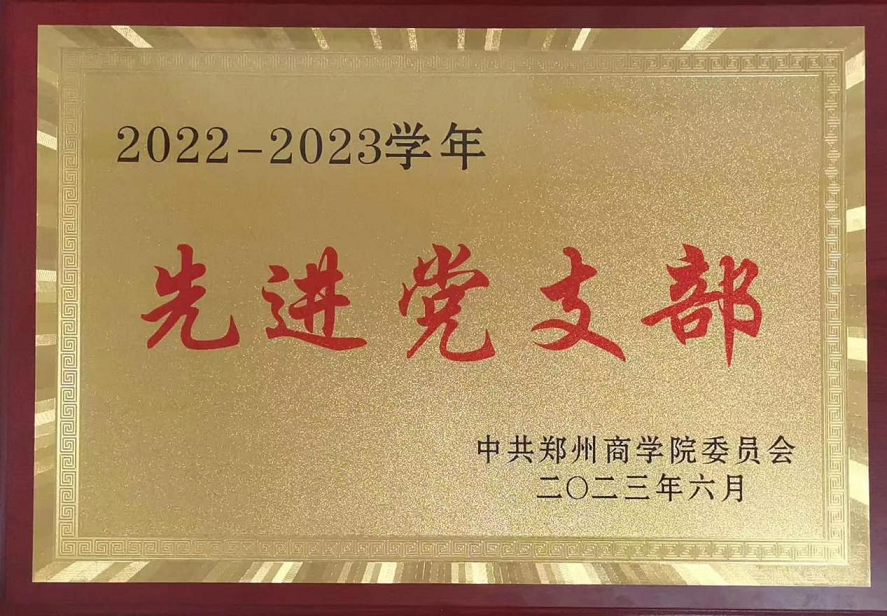 2022-2023学年
先进党支部
中共郑州商学院委员会
二〇二三年六月